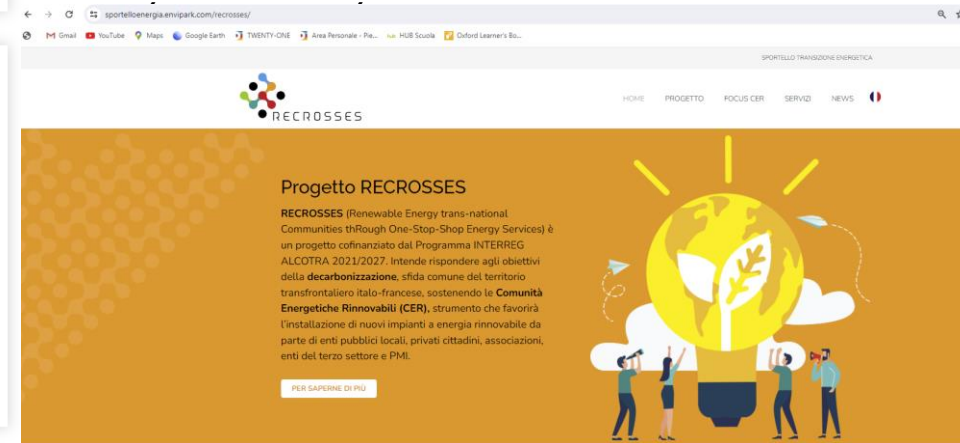 sportelloenergia.envipark.com/recrosses/
M Gmail YouTube Maps Google Earth TWENTY-ONE Area Personale - Pie... HUB Scuola Oxford Learner's Bo...
SPORTELLO TRANSIZIONE ENERGETICA
RECROSSES
HOME PROGETTO FOCUS CER SERVIZI NEWS
Progetto RECROSSES
RECROSSES (Renewable Energy trans-national
Communities thRough One-Stop-Shop Energy Services) è
un progetto cofinanziato dal Programma INTERREG
ALCOTRA 2021/2027. Intende rispondere agli obiettivi
della decarbonizzazione, sfida comune del territorio
transfrontaliero italo-francese, sostenendo le Comunità
Energetiche Rinnovabili (CER), strumento che favorirà
l'installazione di nuovi impianti a energia rinnovabile da
parte di enti pubblici locali, privati cittadini, associazioni,
enti del terzo settore e PMI.
PER SAPERNE DI PIÙ